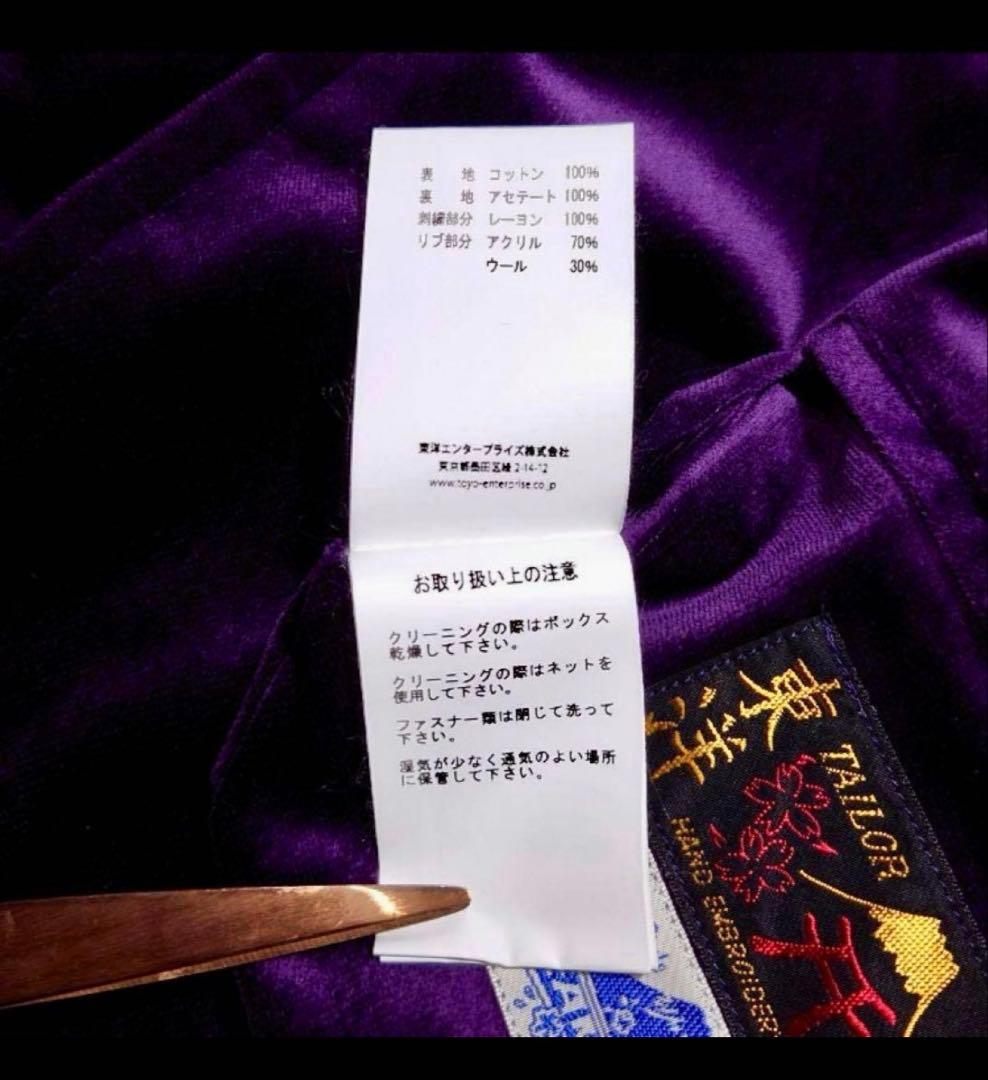 表 地 コットン 100%
裏 地 アセテート 100%
刺繍部分 レーヨン 100%
リブ部分 アクリル 70%
ウール 30%
東洋エンタープライズ株式会社
東京都墨田区緑 2-14-12
www.toyo-enterprise.co.jp
お取り扱い上の注意
クリーニングの際はボックス
乾燥して下さい。
クリーニングの際はネットを
使用して下さい。
ファスナー類は閉じて洗って
下さい。
湿気が少なく通気のよい場所
に保管して下さい。
東洋
TAILOR
HAND EMBROIDER